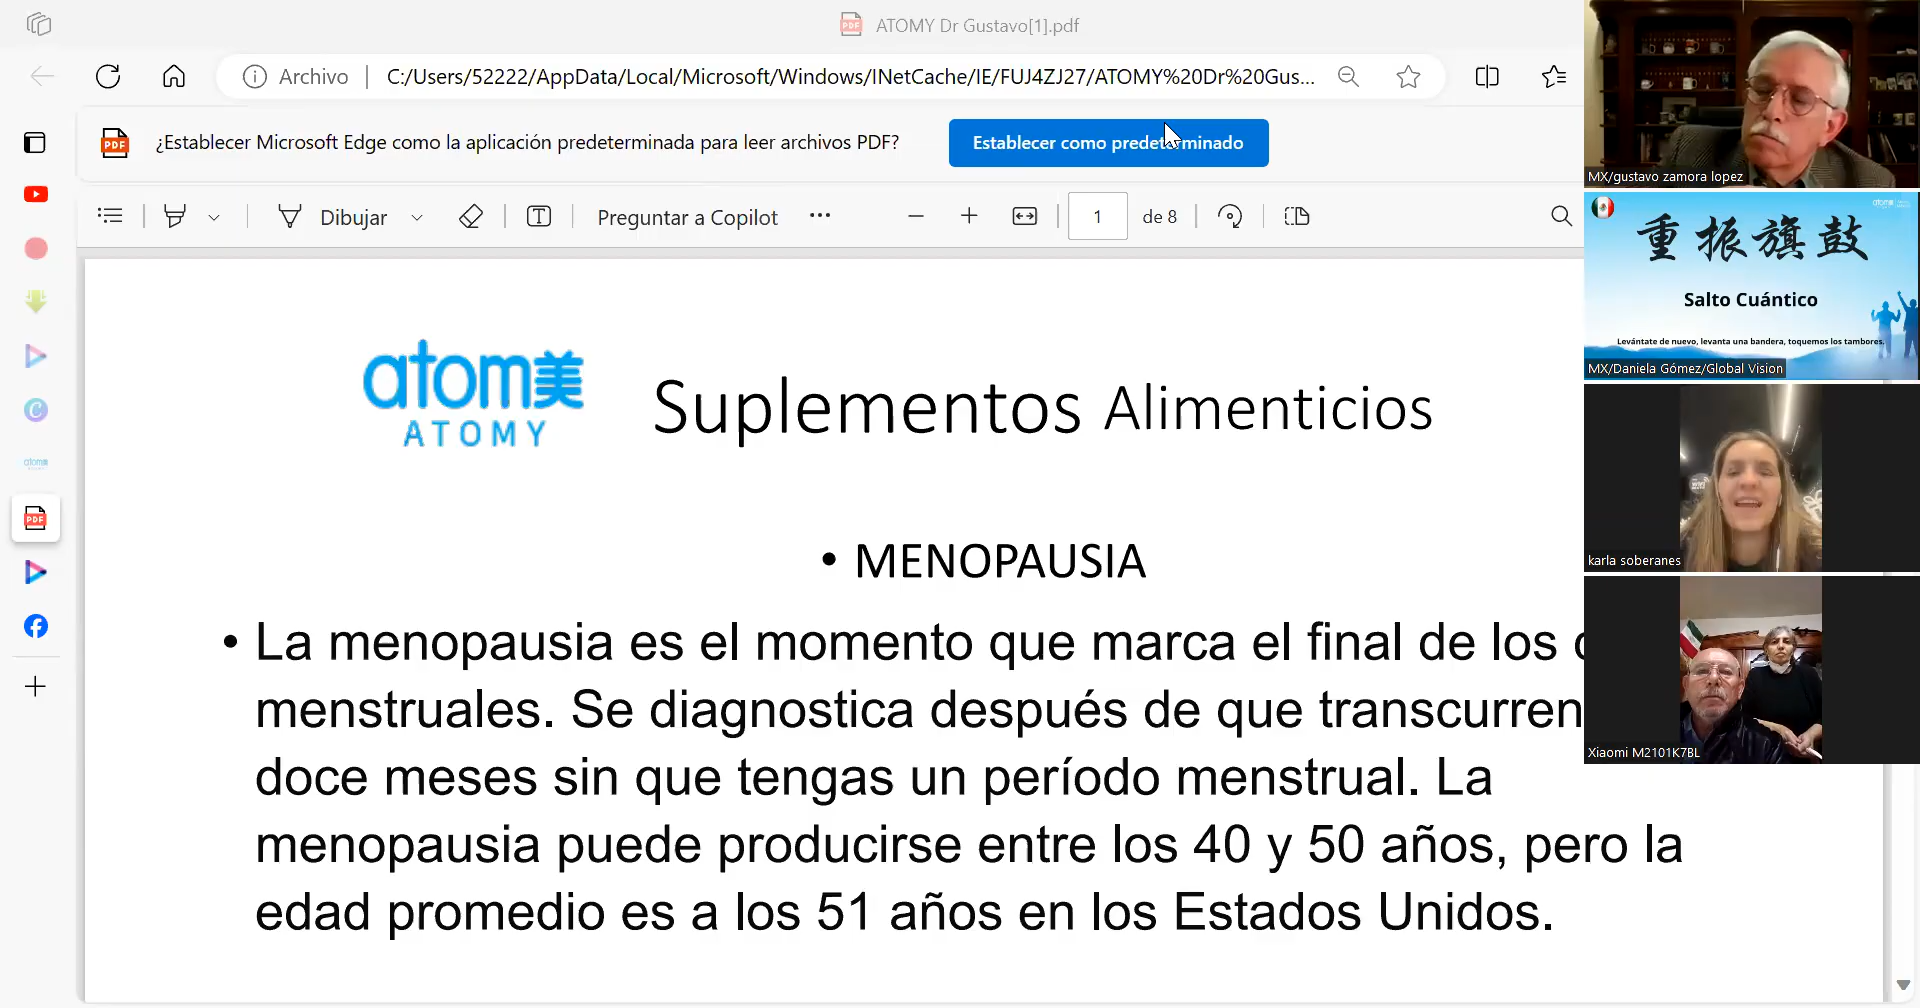 ATOMY Dr Gustavo[1].pdf
Archivo
C:/Users/52222/AppData/Local/Microsoft/Windows/INetCache/IE/FUJ4ZJ27/ATOMY%20Dr%20Gus...
PDF
¿Establecer Microsoft Edge como la aplicación predeterminada para leer archivos PDF?
Establecer como predeterminado
Dibujar
Preguntar a Copilot
1
de 8
atom美
ATOMY
Suplementos Alimenticios
• MENOPAUSIA
• La menopausia es el momento que marca el final de los
menstruales. Se diagnostica después de que transcurren
doce meses sin que tengas un período menstrual. La
menopausia puede producirse entre los 40 y 50 años, pero la
edad promedio es a los 51 años en los Estados Unidos.
MX/gustavo zamora lopez
重振旗鼓
Salto Cuántico
Levántate de nuevo, levanta una bandera, toquemos los tambores.
MX/Daniela Gómez/Global Vision
karla soberanes
Xiaomi M2101K7BL